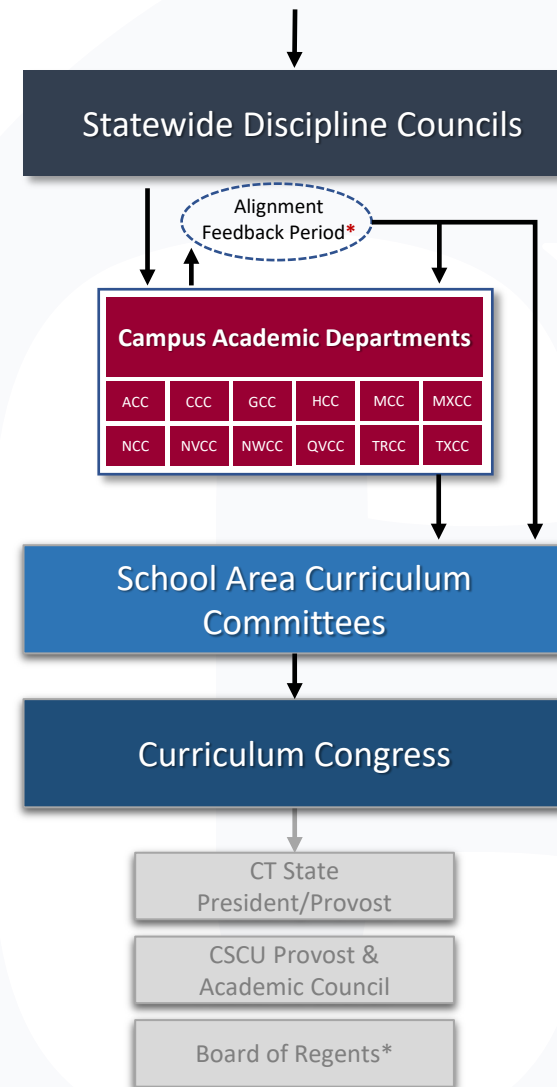 Statewide Discipline Councils
Alignment
Feedback Period*
Campus Academic Departments
ACC CCC GCC HCC MCC MXCC
NCC NVCC NWCC QVCC TRCC TXCC
School Area Curriculum
Committees
Curriculum Congress
CT State
President/Provost
CSCU Provost &
Academic Council
Board of Regents*